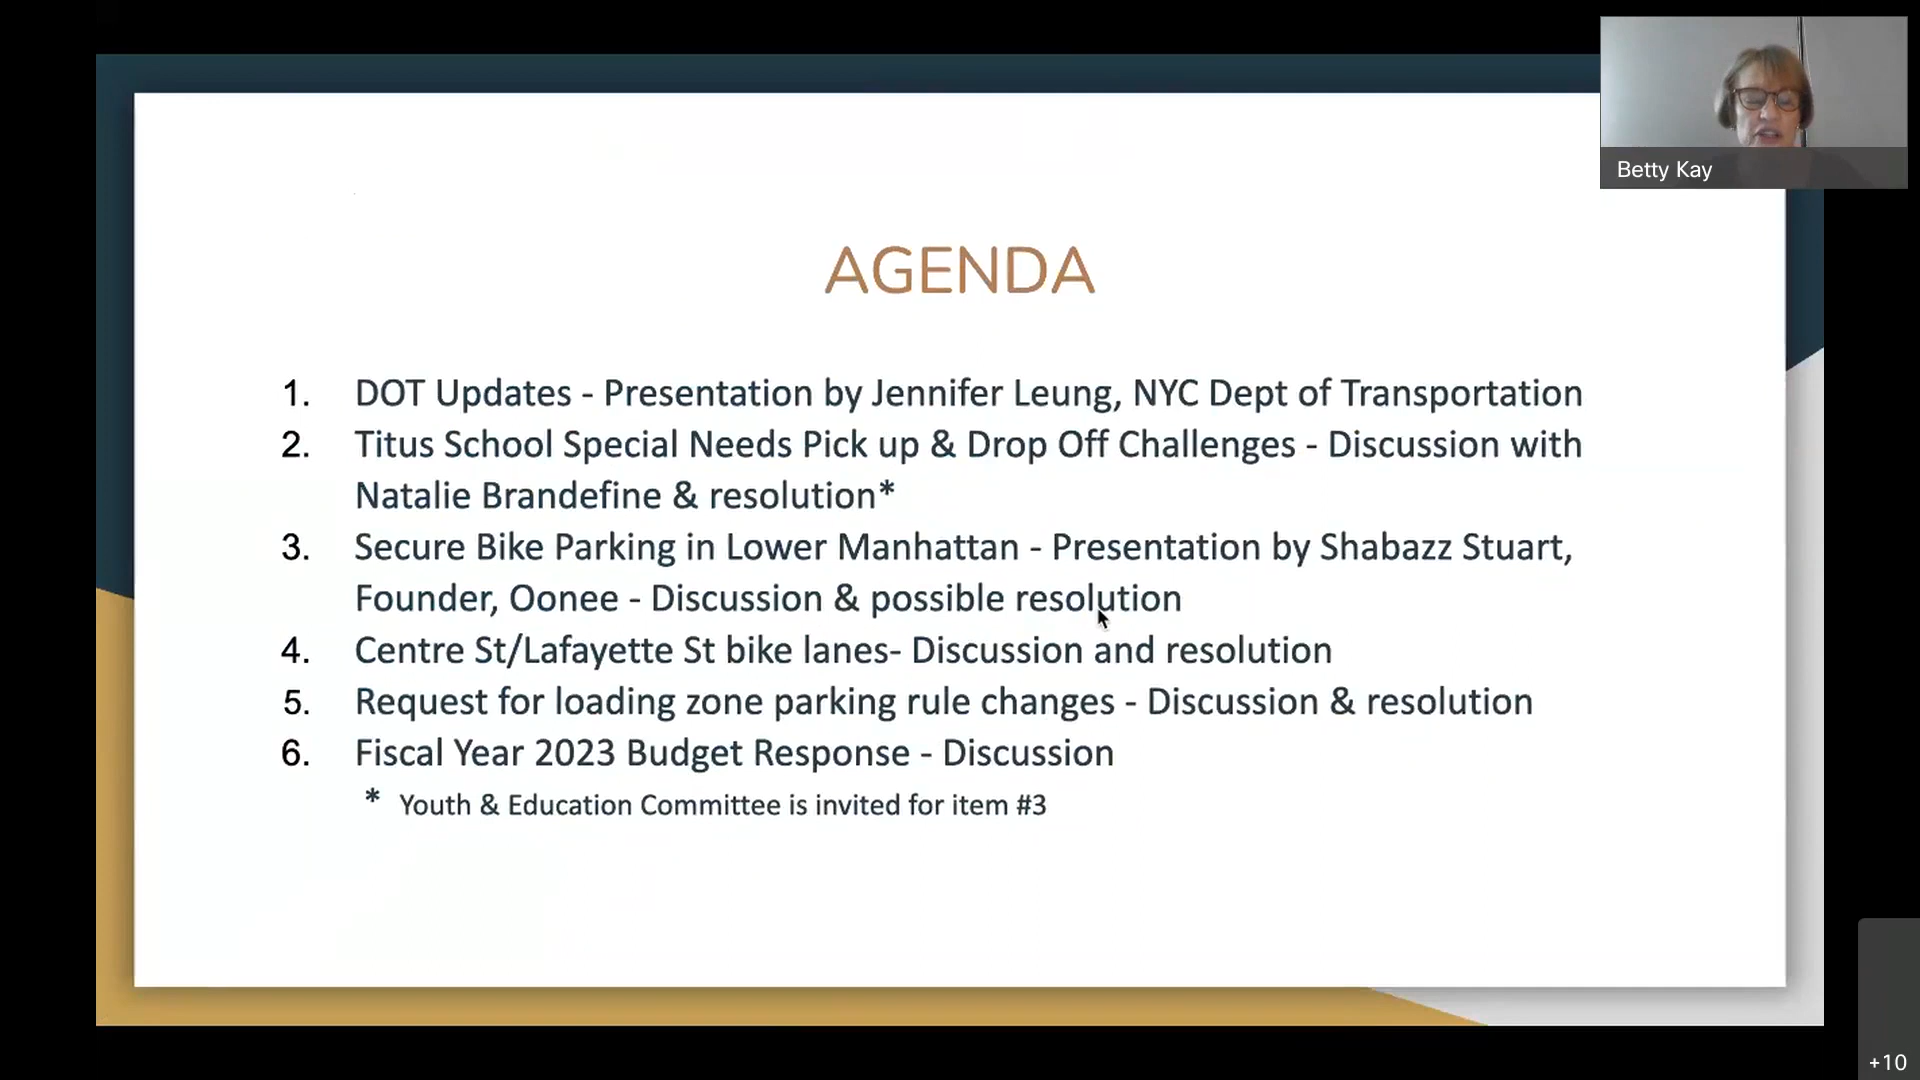 Betty Kay
AGENDA
1. DOT Updates - Presentation by Jennifer Leung, NYC Dept of Transportation
2. Titus School Special Needs Pick up & Drop Off Challenges - Discussion with
Natalie Brandefine & resolution*
3. Secure Bike Parking in Lower Manhattan - Presentation by Shabazz Stuart,
Founder, Oonee - Discussion & possible resolution
4. Centre St/Lafayette St bike lanes- Discussion and resolution
5. Request for loading zone parking rule changes - Discussion & resolution
6. Fiscal Year 2023 Budget Response - Discussion
* Youth & Education Committee is invited for item #3
+10